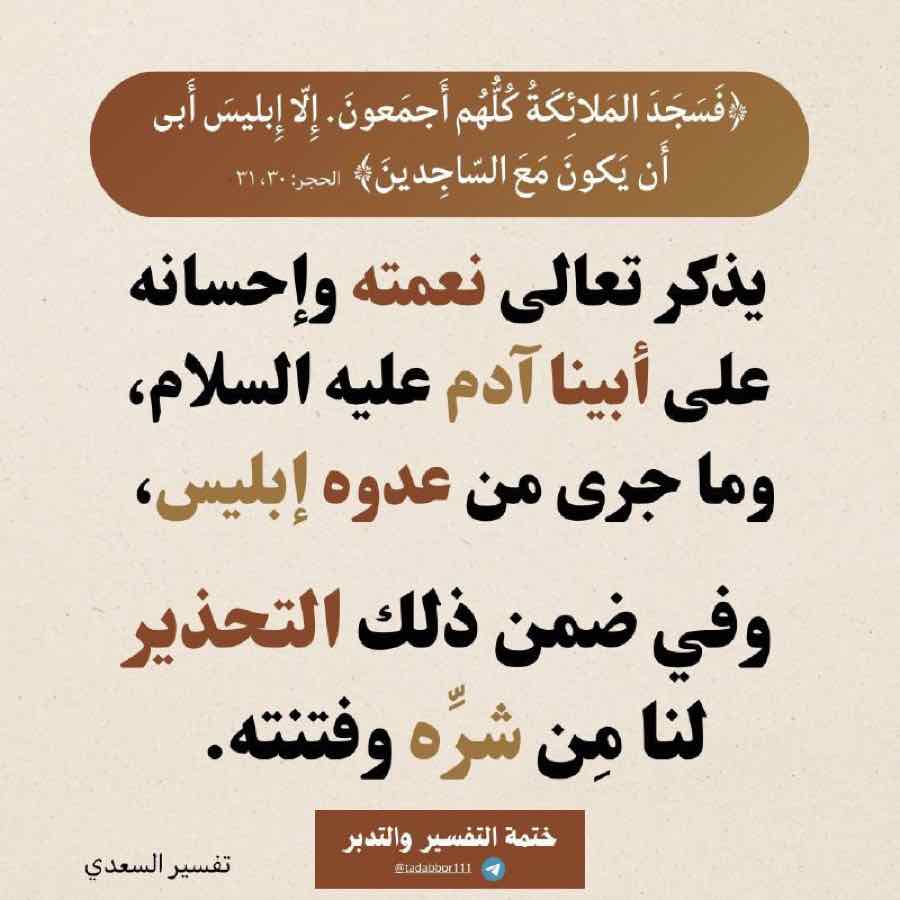 ﴿فَسَجَدَ المَلائِكَةُ كُلُّهُم أَجمَعونَ. إِلّا إِبليسَ أَبى
أَن يَكونَ مَعَ السّاجِدينَ﴾ الحجر: ٣٠، ٣١
يذكر تعالى نعمته وإحسانه
على أبينا آدم عليه السلام،
وما جرى من عدوه إبليس،
وفي ضمن ذلك التحذير
لنا مِن شرِّه وفتنته.
ختمة التفسير والتدبر
@tadabbor111
تفسير السعدي